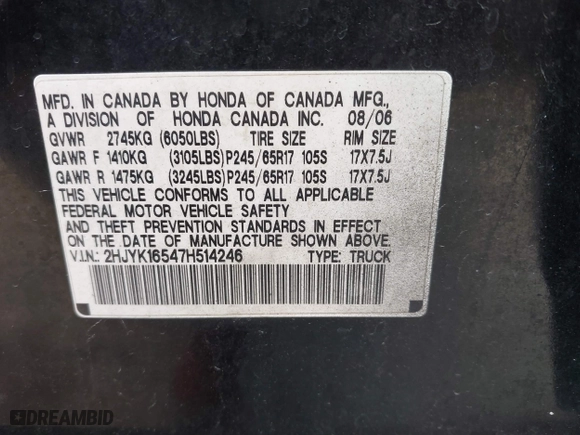 MFD. IN CANADA BY HONDA OF CANADA MFG.,
A DIVISION OF HONDA CANADA INC. 08/06
GVWR 2745KG (6050LBS) TIRE SIZE RIM SIZE
GAWR F 1410KG (3105LBS) P245/65R17 105S 17X7.5J
GAWR R 1475KG (3245LBS) P245/65R17 105S 17X7.5J
THIS VEHICLE CONFORMS TO ALL APPLICABLE
FEDERAL MOTOR VEHICLE SAFETY
AND THEFT PREVENTION STANDARDS IN EFFECT
ON THE DATE OF MANUFACTURE SHOWN ABOVE.
V.I.N.: 2HJYK16547H514246 TYPE: TRUCK
DREAMBID